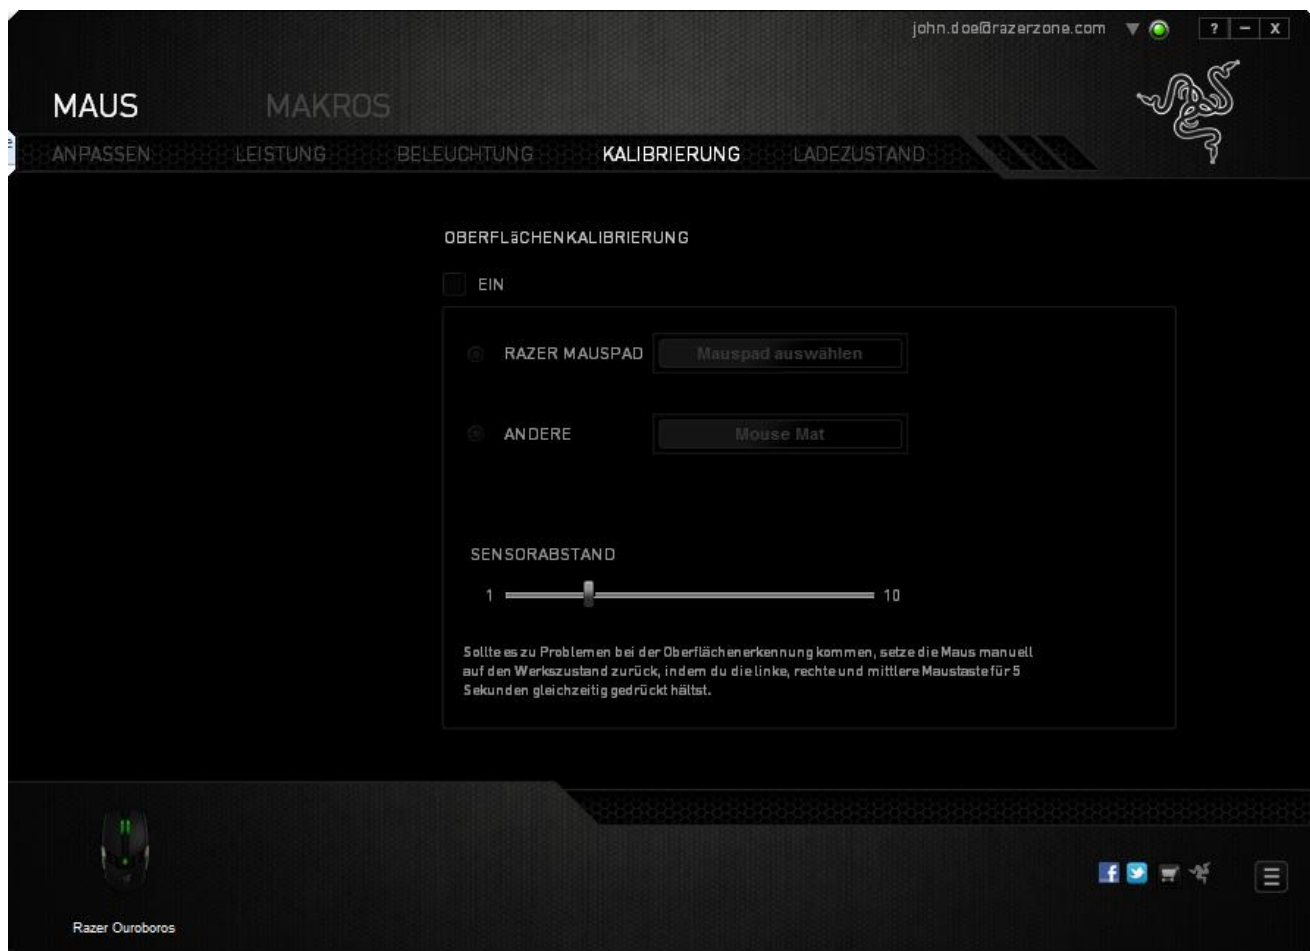 john.doe@razerzone.com
? – X
MAUS MAKROS
ANPASSEN LEISTUNG BELEUCHTUNG KALIBRIERUNG LADEZUSTAND
OBERFLäCHENKALIBRIERUNG
EIN
RAZER MAUSPAD Mauspad auswählen
ANDERE Mouse Mat
SENSORABSTAND
1 10
Sollte es zu Problemen bei der Oberflächenerkennung kommen, setze die Maus manuell
auf den Werkszustand zurück, indem du die linke, rechte und mittlere Maustaste für 5
Sekunden gleichzeitig gedrückt hältst.
Razer Ouroboros